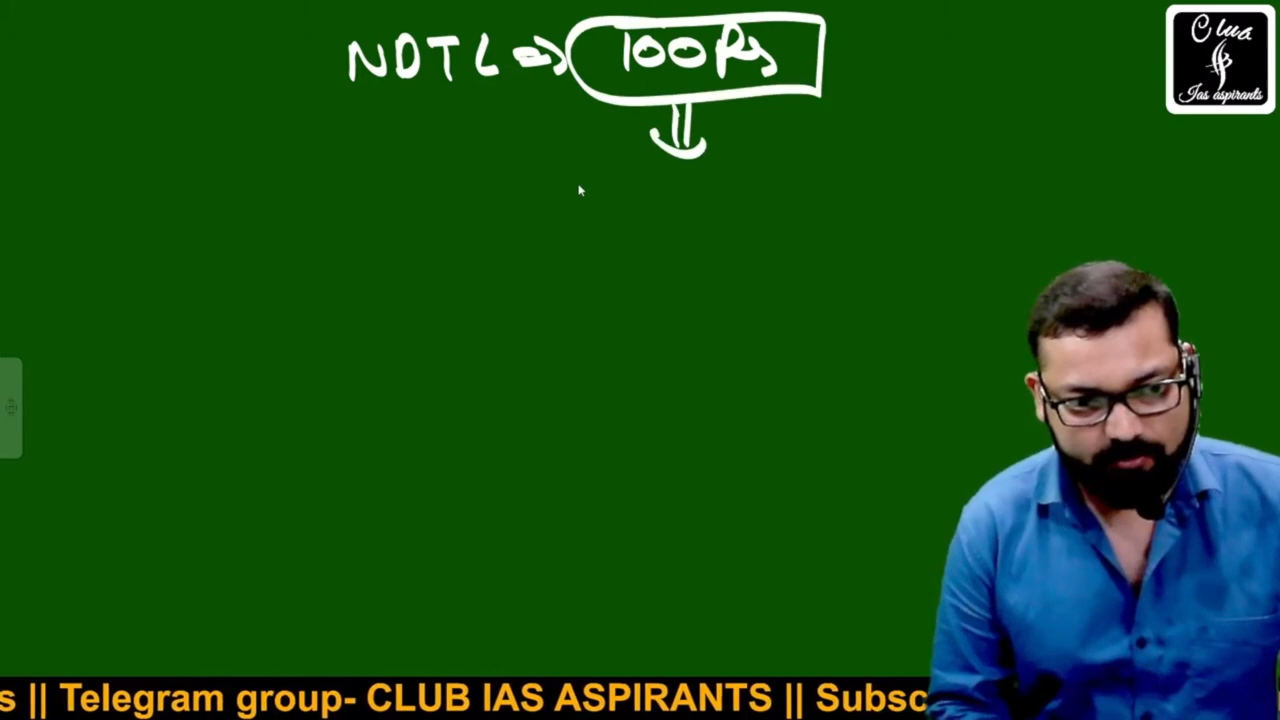 NDTL ⇒ 100 Rs
Club
Ias aspirants
s || Telegram group- CLUB IAS ASPIRANTS || Subsc